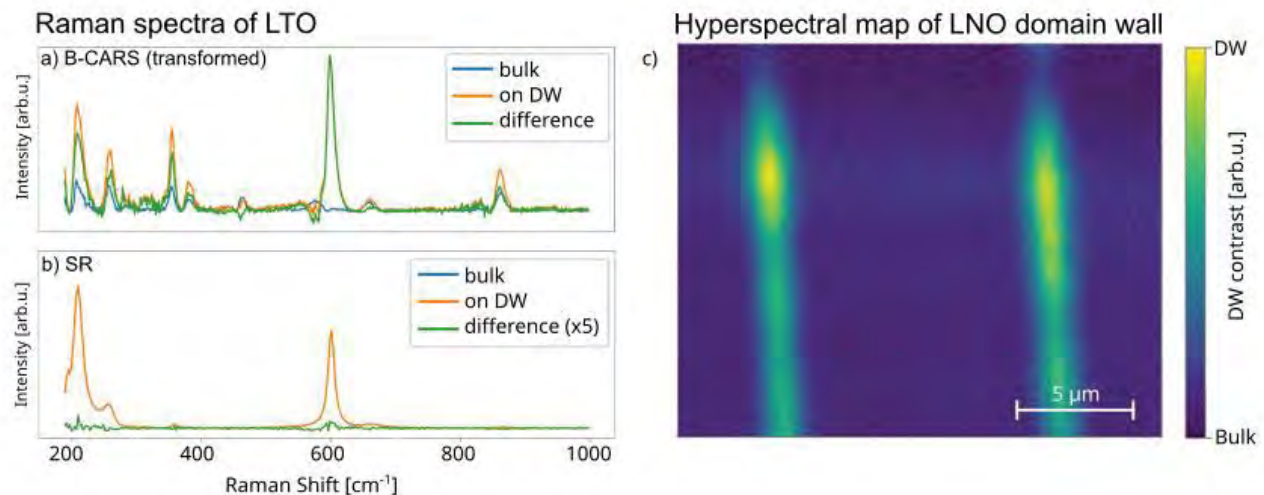 Raman spectra of LTO
a) B-CARS (transformed)
Intensity [arb.u.]
bulk
on DW
difference
b) SR
Intensity [arb.u.]
bulk
on DW
difference (x5)
200 400 600 800 1000
Raman Shift [cm⁻¹]
Hyperspectral map of LNO domain wall
c)
5 µm
DW
DW contrast [arb.u.]
Bulk